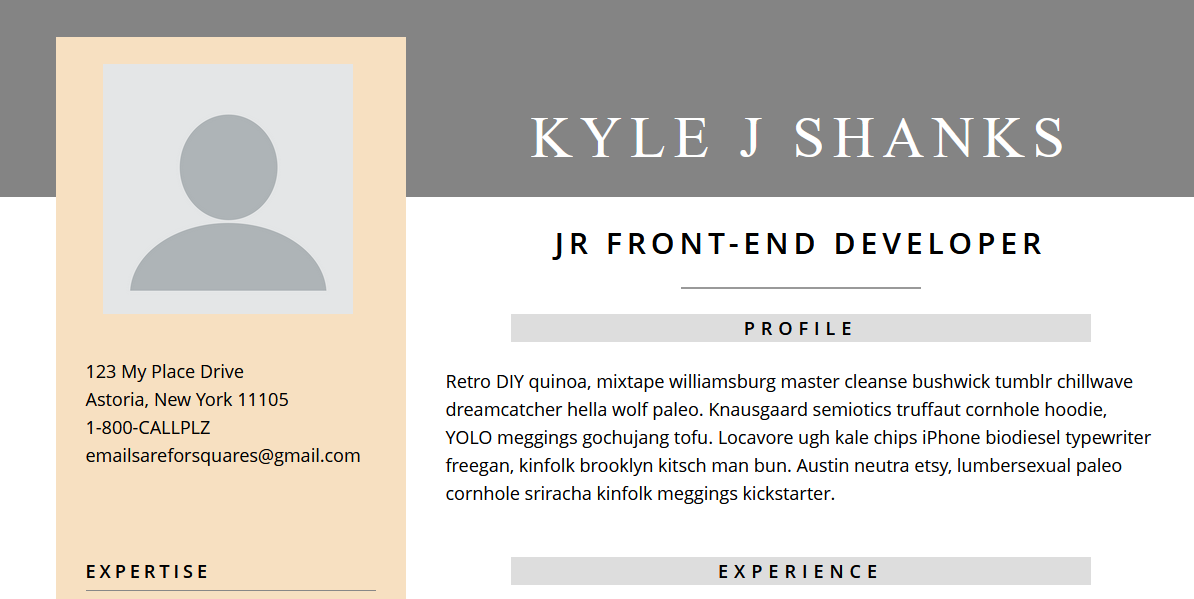 KYLE J SHANKS
JR FRONT-END DEVELOPER
PROFILE
Retro DIY quinoa, mixtape williamsburg master cleanse bushwick tumblr chillwave
dreamcatcher hella wolf paleo. Knausgaard semiotics truffaut cornhole hoodie,
YOLO meggings gochujang tofu. Locavore ugh kale chips iPhone biodiesel typewriter
freegan, kinfolk brooklyn kitsch man bun. Austin neutra etsy, lumbersexual paleo
cornhole sriracha kinfolk meggings kickstarter.
EXPERIENCE
123 My Place Drive
Astoria, New York 11105
1-800-CALLPLZ
emailsareforsquares@gmail.com
EXPERTISE